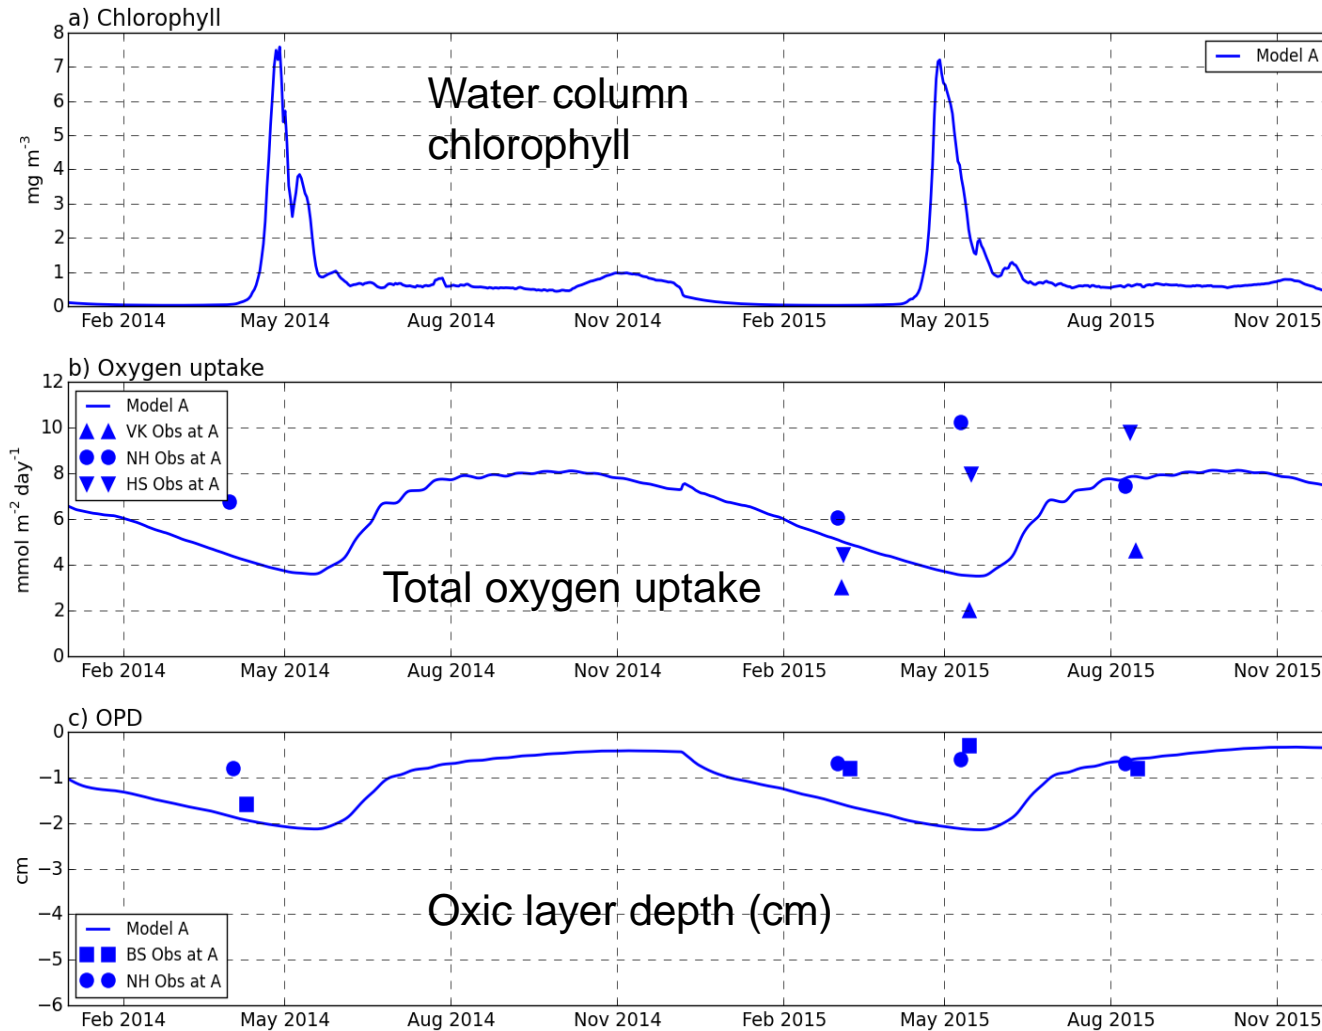 a) Chlorophyll
8
7
6
5
4
3
2
1
0
mg m⁻³
Water column
chlorophyll
Model A
Feb 2014 May 2014 Aug 2014 Nov 2014 Feb 2015 May 2015 Aug 2015 Nov 2015
b) Oxygen uptake
12
10
8
6
4
2
0
mmol m⁻² day⁻¹
Model A
VK Obs at A
NH Obs at A
HS Obs at A
Total oxygen uptake
Feb 2014 May 2014 Aug 2014 Nov 2014 Feb 2015 May 2015 Aug 2015 Nov 2015
c) OPD
0
−1
−2
−3
−4
−5
−6
cm
Oxic layer depth (cm)
Model A
BS Obs at A
NH Obs at A
Feb 2014 May 2014 Aug 2014 Nov 2014 Feb 2015 May 2015 Aug 2015 Nov 2015